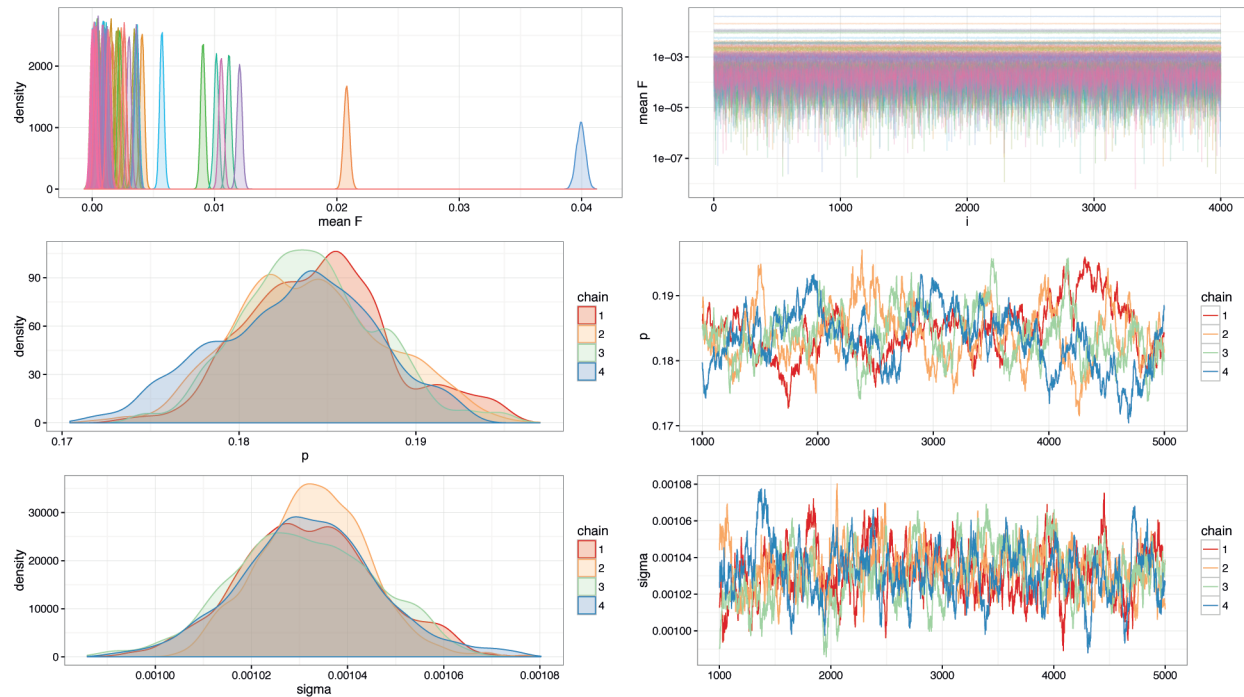 density
2000
1000
0
0.00 0.01 0.02 0.03 0.04
mean F
mean F
1e−03
1e−05
1e−07
0 1000 2000 3000 4000
i
density
90
60
30
0
0.17 0.18 0.19
p
chain
1
2
3
4
p
0.19
0.18
0.17
1000 2000 3000 4000 5000
chain
1
2
3
4
density
30000
20000
10000
0
0.00100 0.00102 0.00104 0.00106 0.00108
sigma
chain
1
2
3
4
sigma
0.00108
0.00106
0.00104
0.00102
0.00100
1000 2000 3000 4000 5000
chain
1
2
3
4